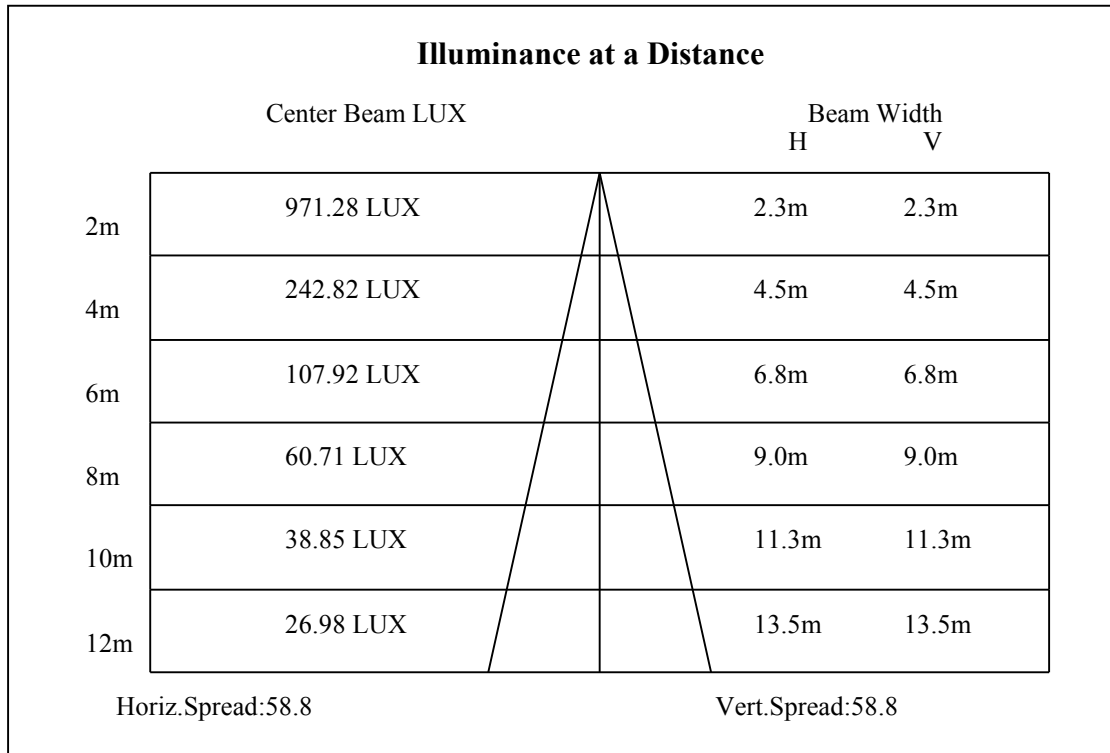 Illuminance at a Distance
Center Beam LUX Beam Width
H V
2m 971.28 LUX 2.3m 2.3m
4m 242.82 LUX 4.5m 4.5m
6m 107.92 LUX 6.8m 6.8m
8m 60.71 LUX 9.0m 9.0m
10m 38.85 LUX 11.3m 11.3m
12m 26.98 LUX 13.5m 13.5m
Horiz.Spread:58.8 Vert.Spread:58.8